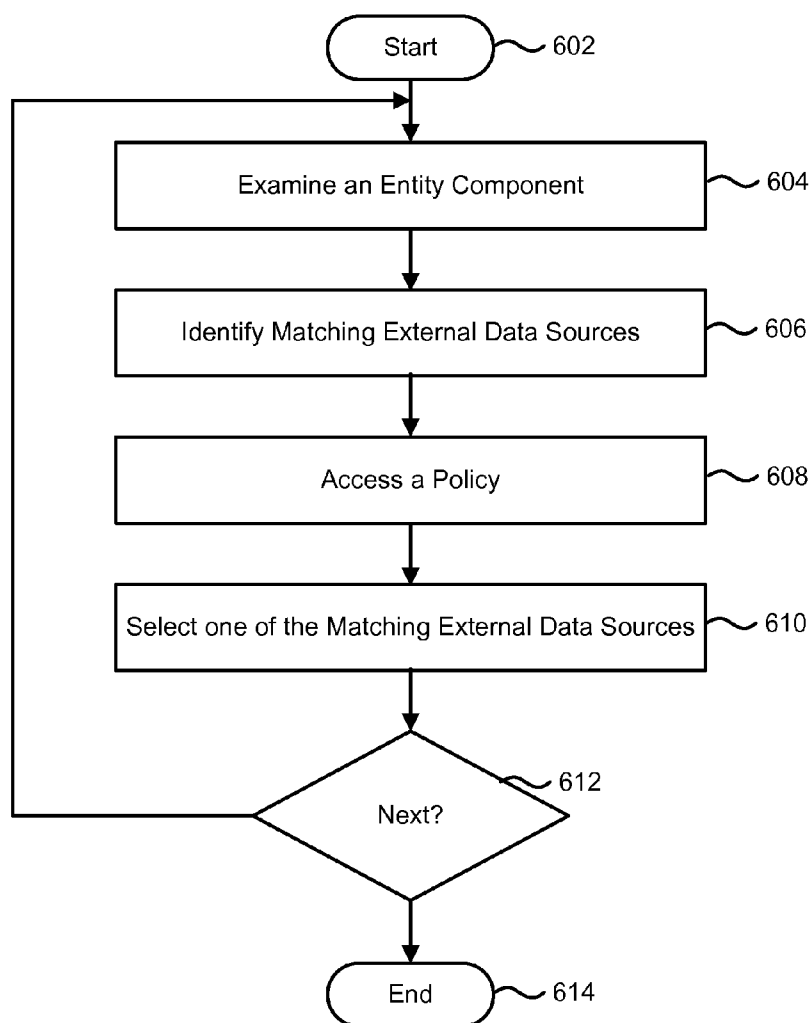 Start
602
Examine an Entity Component
604
Identify Matching External Data Sources
606
Access a Policy
608
Select one of the Matching External Data Sources
610
612
Next?
End
614